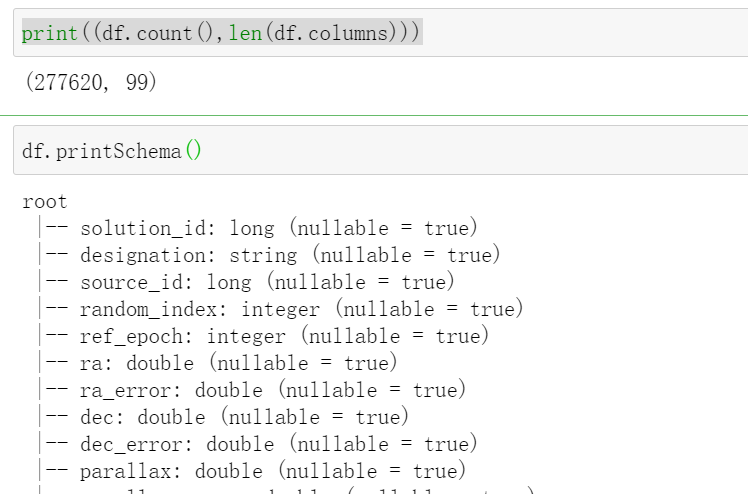 print((df.count(),len(df.columns)))
(277620, 99)
df.printSchema()
root
|-- solution_id: long (nullable = true)
|-- designation: string (nullable = true)
|-- source_id: long (nullable = true)
|-- random_index: integer (nullable = true)
|-- ref_epoch: integer (nullable = true)
|-- ra: double (nullable = true)
|-- ra_error: double (nullable = true)
|-- dec: double (nullable = true)
|-- dec_error: double (nullable = true)
|-- parallax: double (nullable = true)